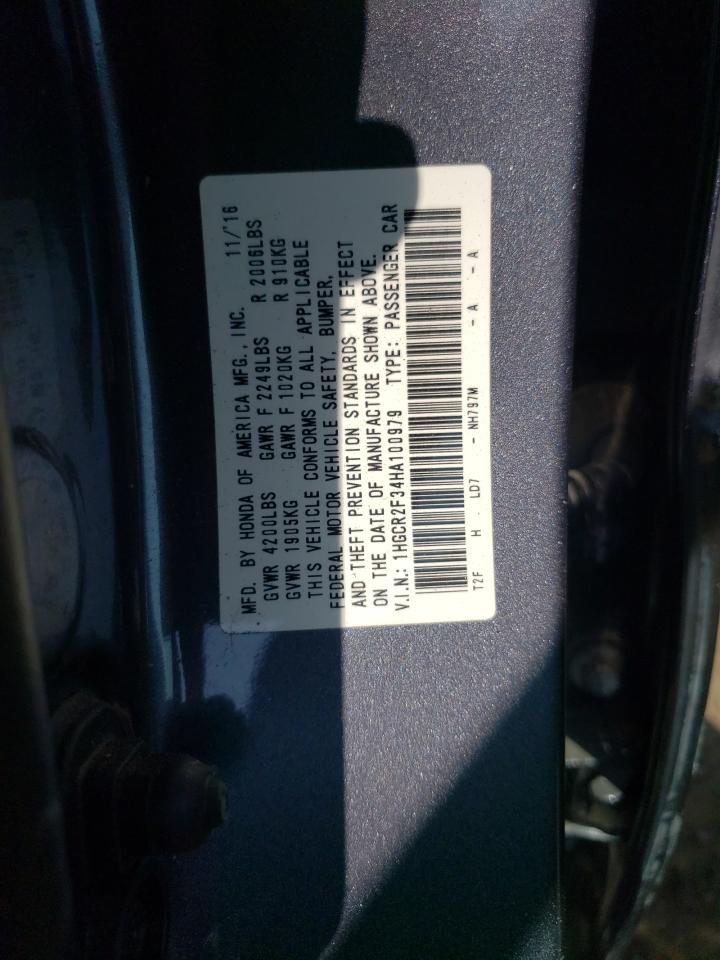 MFD. BY HONDA OF AMERICA MFG., INC. 11/'16
GVWR 4200LBS GAWR F 2249LBS R 2006LBS
GVWR 1905KG GAWR F 1020KG R 910KG
THIS VEHICLE CONFORMS TO ALL APPLICABLE
FEDERAL MOTOR VEHICLE SAFETY, BUMPER,
AND THEFT PREVENTION STANDARDS IN EFFECT
ON THE DATE OF MANUFACTURE SHOWN ABOVE.
V.I.N.: 1HGCR2F34HA100979 TYPE: PASSENGER CAR
T2F H LD7 - NH797M - A - A